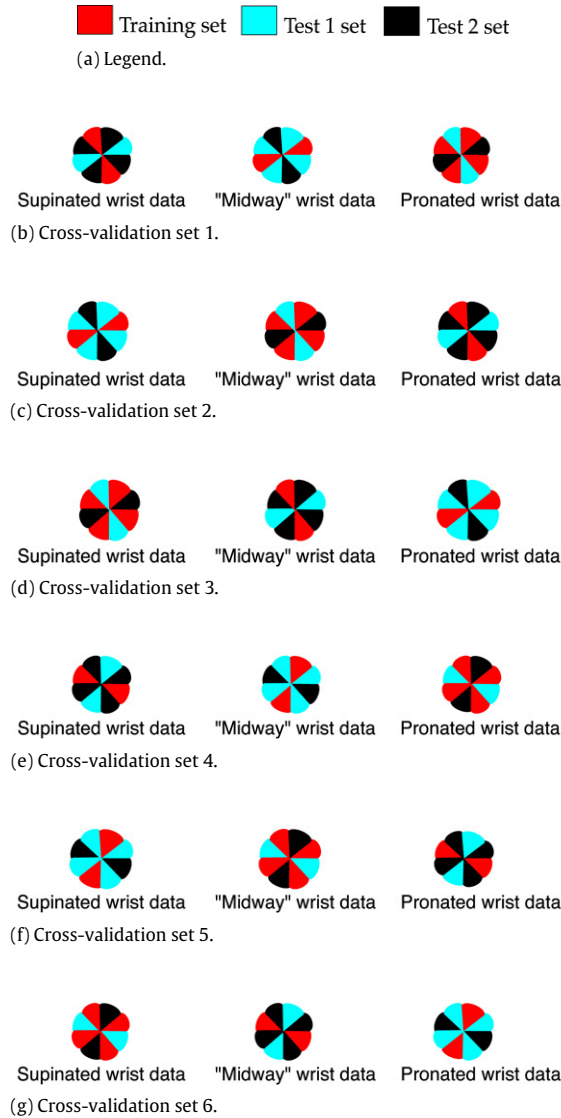 Training set Test 1 set Test 2 set
(a) Legend.
Supinated wrist data "Midway" wrist data Pronated wrist data
(b) Cross-validation set 1.
Supinated wrist data "Midway" wrist data Pronated wrist data
(c) Cross-validation set 2.
Supinated wrist data "Midway" wrist data Pronated wrist data
(d) Cross-validation set 3.
Supinated wrist data "Midway" wrist data Pronated wrist data
(e) Cross-validation set 4.
Supinated wrist data "Midway" wrist data Pronated wrist data
(f) Cross-validation set 5.
Supinated wrist data "Midway" wrist data Pronated wrist data
(g) Cross-validation set 6.